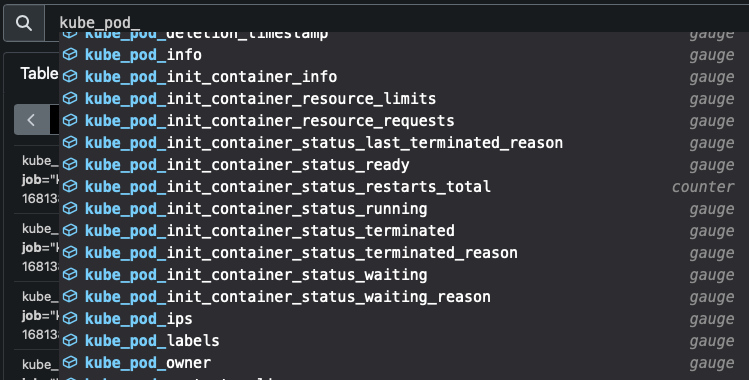 kube_pod_
kube_pod_deletion_timestamp gauge
Table
kube_pod_info gauge
kube_pod_init_container_info gauge
kube_pod_init_container_resource_limits gauge
kube_pod_init_container_resource_requests gauge
kube_pod_init_container_status_last_terminated_reason gauge
kube_
kube_pod_init_container_status_ready gauge
job="k
kube_pod_init_container_status_restarts_total counter
16813
kube_pod_init_container_status_running gauge
kube_
kube_pod_init_container_status_terminated gauge
job="k
kube_pod_init_container_status_terminated_reason gauge
16813
kube_pod_init_container_status_waiting gauge
kube_
kube_pod_init_container_status_waiting_reason gauge
job="k
kube_pod_ips gauge
16813
kube_pod_labels gauge
kube_
kube_pod_owner gauge